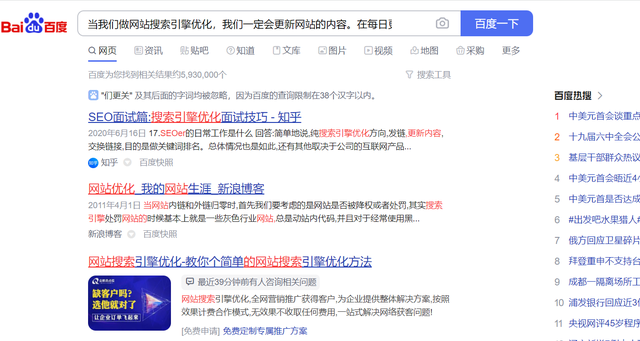 Bai du 百度
当我们做网站搜索引擎优化，我们一定会更新网站的内容。在每日更
百度一下
网页 资讯 贴吧 知道 文库 图片 视频 地图 采购 更多
百度为您找到相关结果约5,930,000个
搜索工具
"们更关" 及其后面的字词均被忽略，因为百度的查询限制在38个汉字以内。
SEO面试篇:搜索引擎优化面试技巧 - 知乎
2020年6月16日 17.SEOer的日常工作是什么 回答:简单地说,纯搜索引擎优化方向,发链,更新内容,
交换链接,目的是做关键词排名。总体情况也是如此,还有其他取决于公司的互联网产品...
知乎 百度快照
网站优化_我的网站生涯_新浪博客
2011年4月1日 当网站内链和外链归零时,首先我们要考虑的是网站是否被降权或者处罚,其实搜索
引擎处罚网站的时候基本上就是一些灰色行业网站,总是动站内代码,并且对于经常使用黑...
新浪博客 百度快照
网站搜索引擎优化-教你个简单的网站搜索引擎优化方法
缺客户吗?
选他就对了
让企业订单飞起来
最近39分钟前有人咨询相关问题
网站搜索引擎优化,全网营销推广获得客户,为企业提供整体解决方案,按照
效果计费合作模式,无效果不收取任何费用,一站式解决网络获客问题!
[免费申请] 免费定制专属推广方案
百度热搜
1 中美元首会谈重点
2 十九届六中全会公
3 基层干部群众热议
4 中美元首会晤近4小
5 中美元首是否达成
6 #出发吧水果猎人#
7 俄方回应卫星碎片
8 拜登重申不支持台
9 成都一隔离场所工
10 浦发银行回应近3亿
11 央视网评45岁程序